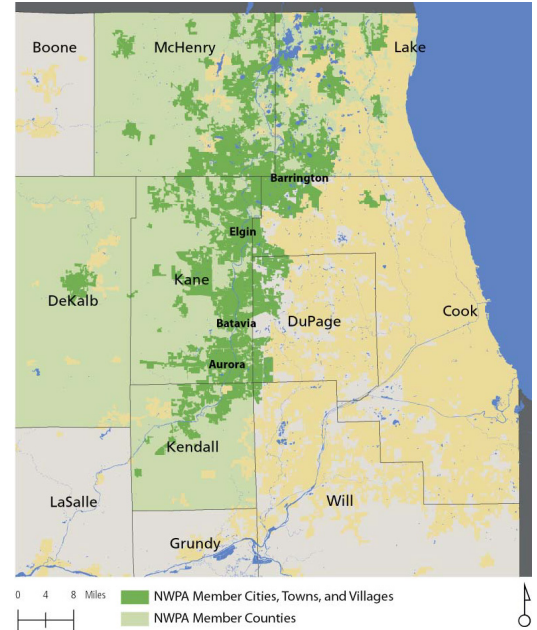 Boone
McHenry
Lake
Barrington
Elgin
Kane
DeKalb
Cook
Batavia
DuPage
Aurora
Kendall
LaSalle
Will
Grundy
0 4 8 Miles
NWPA Member Cities, Towns, and Villages
NWPA Member Counties